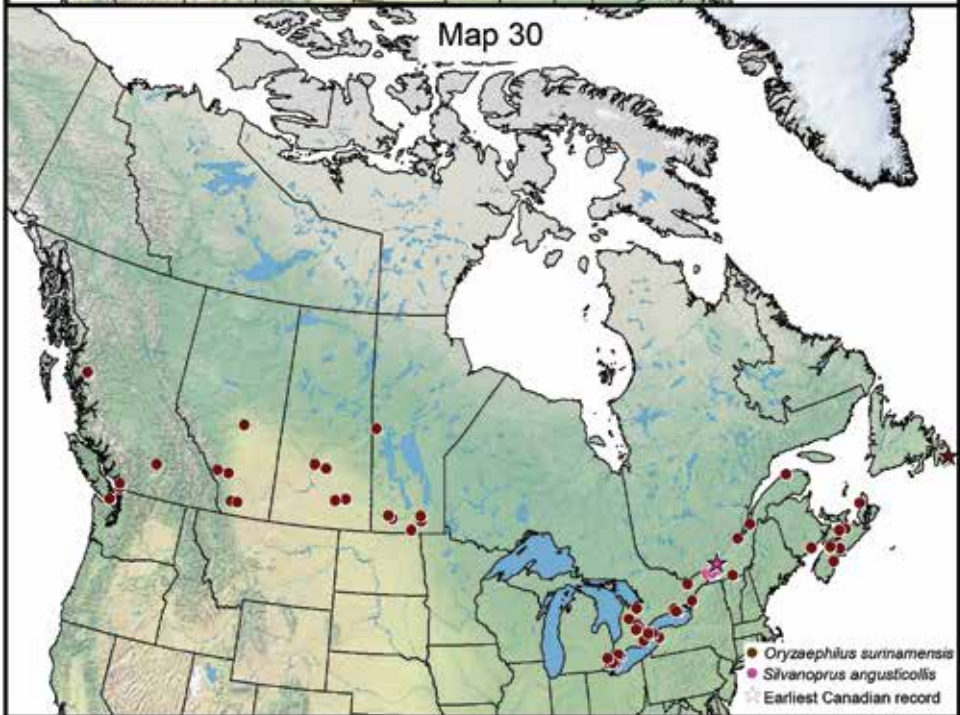 Map 30
Oryzaephilus surinamensis
Silvanoprus angusticollis
Earliest Canadian record